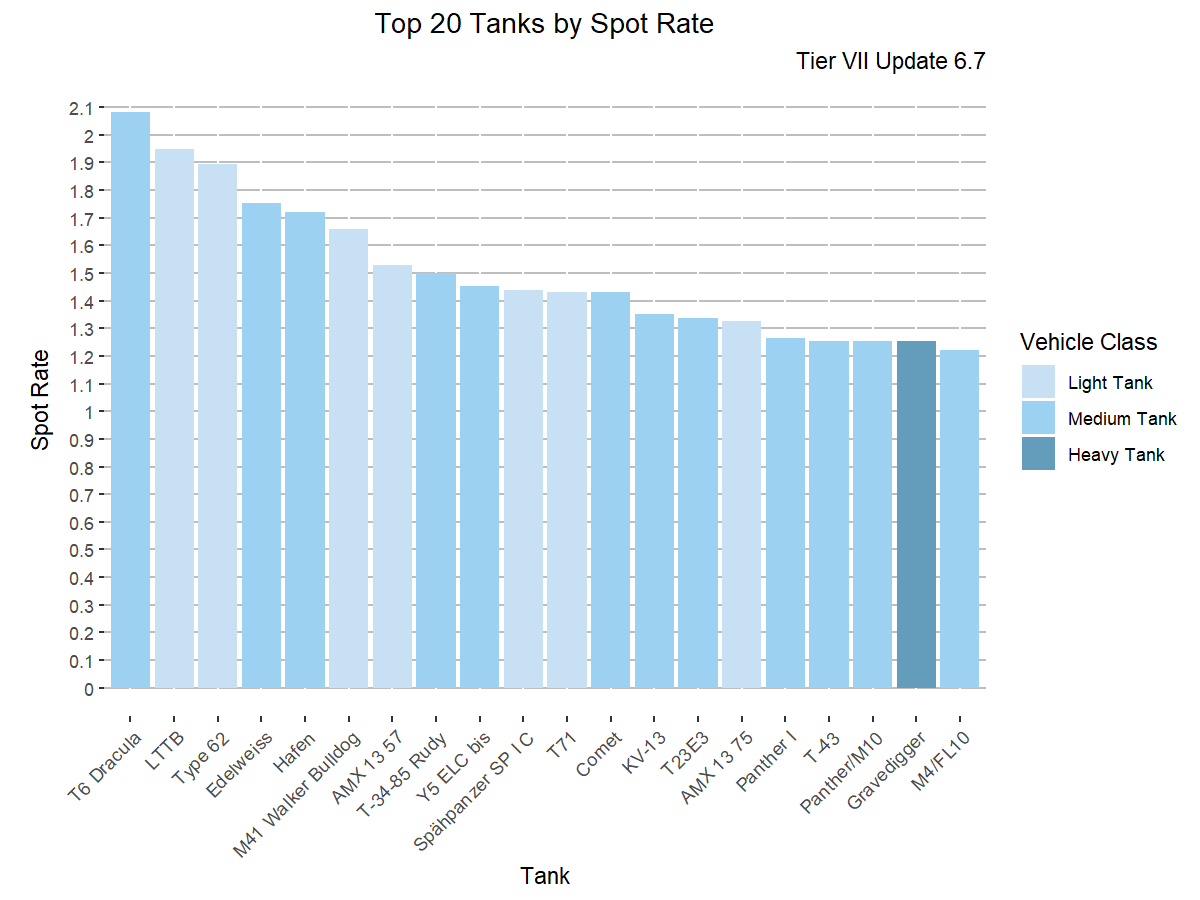 Top 20 Tanks by Spot Rate
Tier VII Update 6.7
2.1
2
1.9
1.8
1.7
1.6
1.5
1.4
1.3
1.2
1.1
1
0.9
0.8
0.7
0.6
0.5
0.4
0.3
0.2
0.1
0
Spot Rate
T6 Dracula
LTTB
Type 62
Edelweiss
Hafen
M41 Walker Bulldog
AMX 13 57
T-34-85 Rudy
Y5 ELC bis
Spähpanzer SP I C
T71
Comet
KV-13
T23E3
AMX 13 75
Panther I
T-43
Panther/M10
Gravedigger
M4/FL10
Tank
Vehicle Class
Light Tank
Medium Tank
Heavy Tank